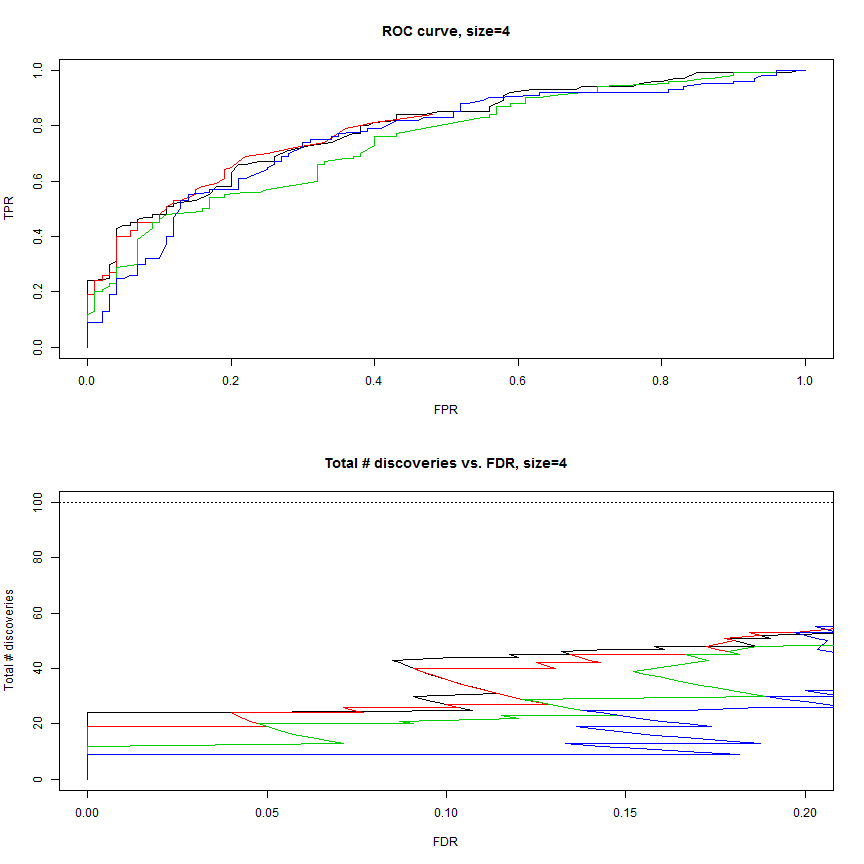 ROC curve, size=4
TPR
1.0
0.8
0.6
0.4
0.2
0.0
0.0 0.2 0.4 0.6 0.8 1.0
FPR
Total # discoveries vs. FDR, size=4
Total # discoveries
100
80
60
40
20
0
0.00 0.05 0.10 0.15 0.20
FDR